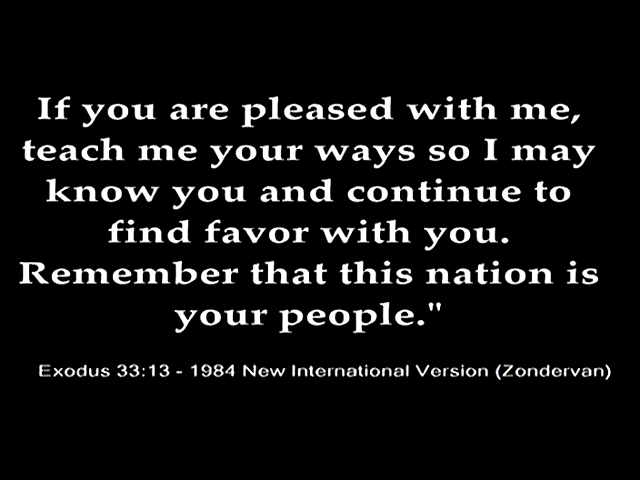 If you are pleased with me,
teach me your ways so I may
know you and continue to
find favor with you.
Remember that this nation is
your people."
Exodus 33:13 - 1984 New International Version (Zondervan)